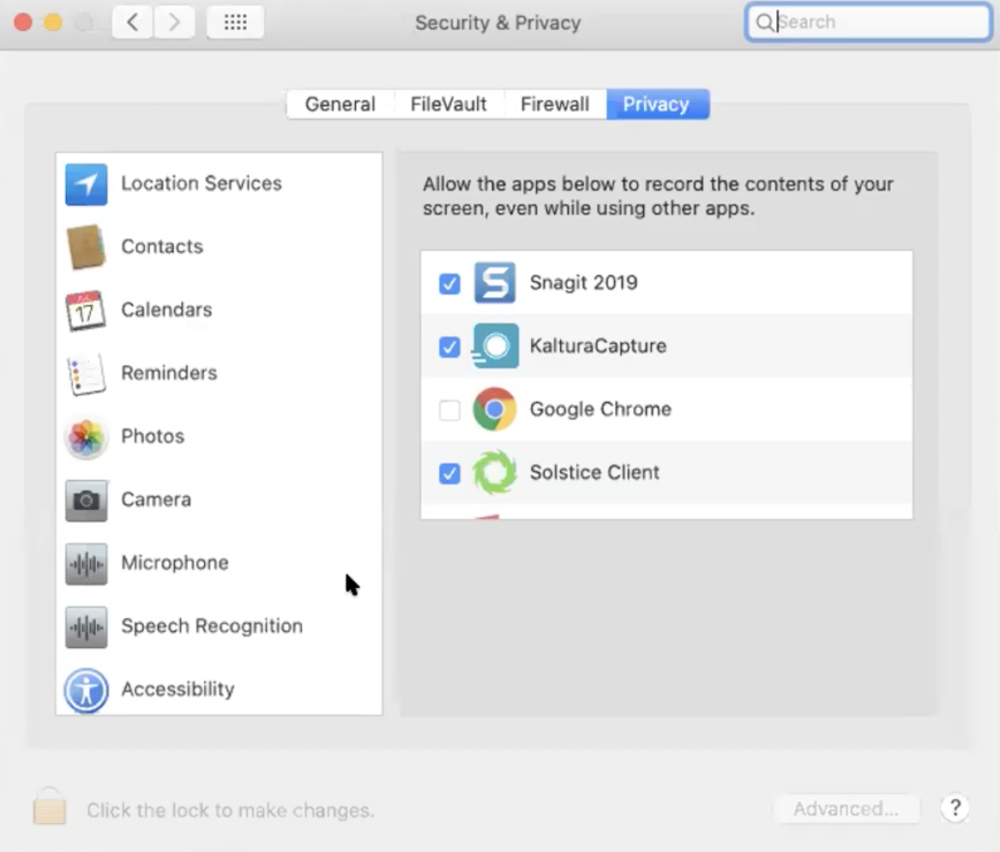 Security & Privacy
Search
General
FileVault
Firewall
Privacy
Location Services
Contacts
Calendars
Reminders
Photos
Camera
Microphone
Speech Recognition
Accessibility
Allow the apps below to record the contents of your
screen, even while using other apps.
Snagit 2019
KalturaCapture
Google Chrome
Solstice Client
Click the lock to make changes.
Advanced...
?
17
S